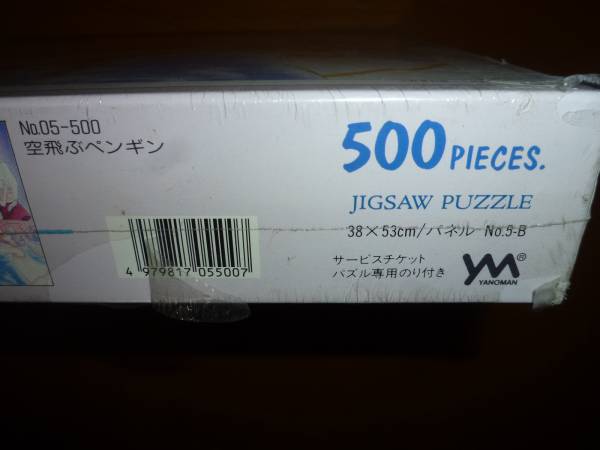 No.05-500
空飛ぶペンギン
500 PIECES.
JIGSAW PUZZLE
38×53cm/パネル No.5-B
サービスチケット
パズル専用のり付き
4 979817 055007
YM®
YANOMAN